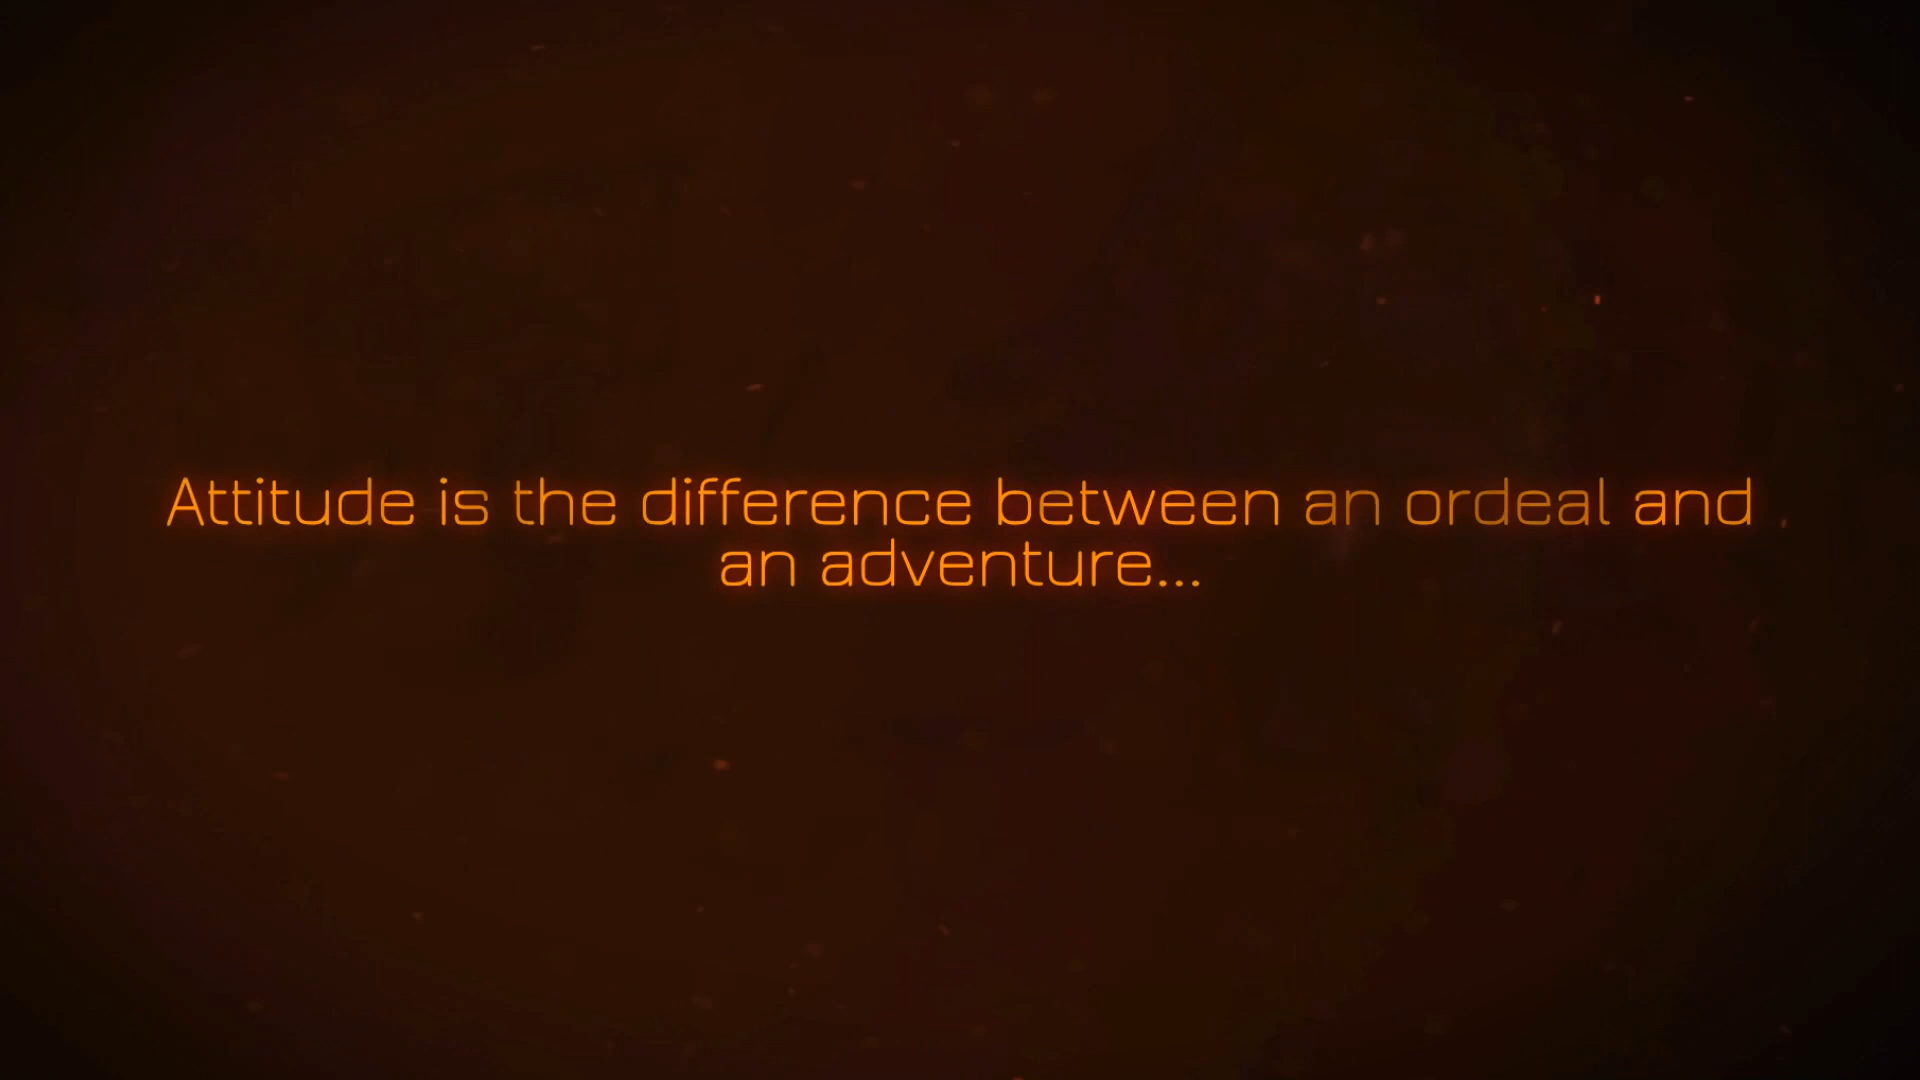 Attitude is the difference between an ordeal and
an adventure...